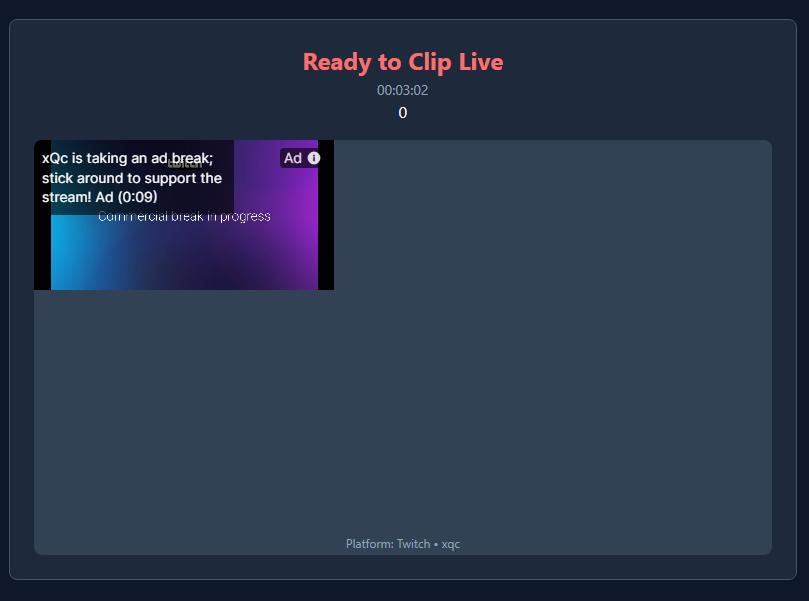 Ready to Clip Live
00:03:02
0
twitch
xQc is taking an ad break;
stick around to support the
stream! Ad (0:09)
Ad
Commercial break in progress
Platform: Twitch • xqc